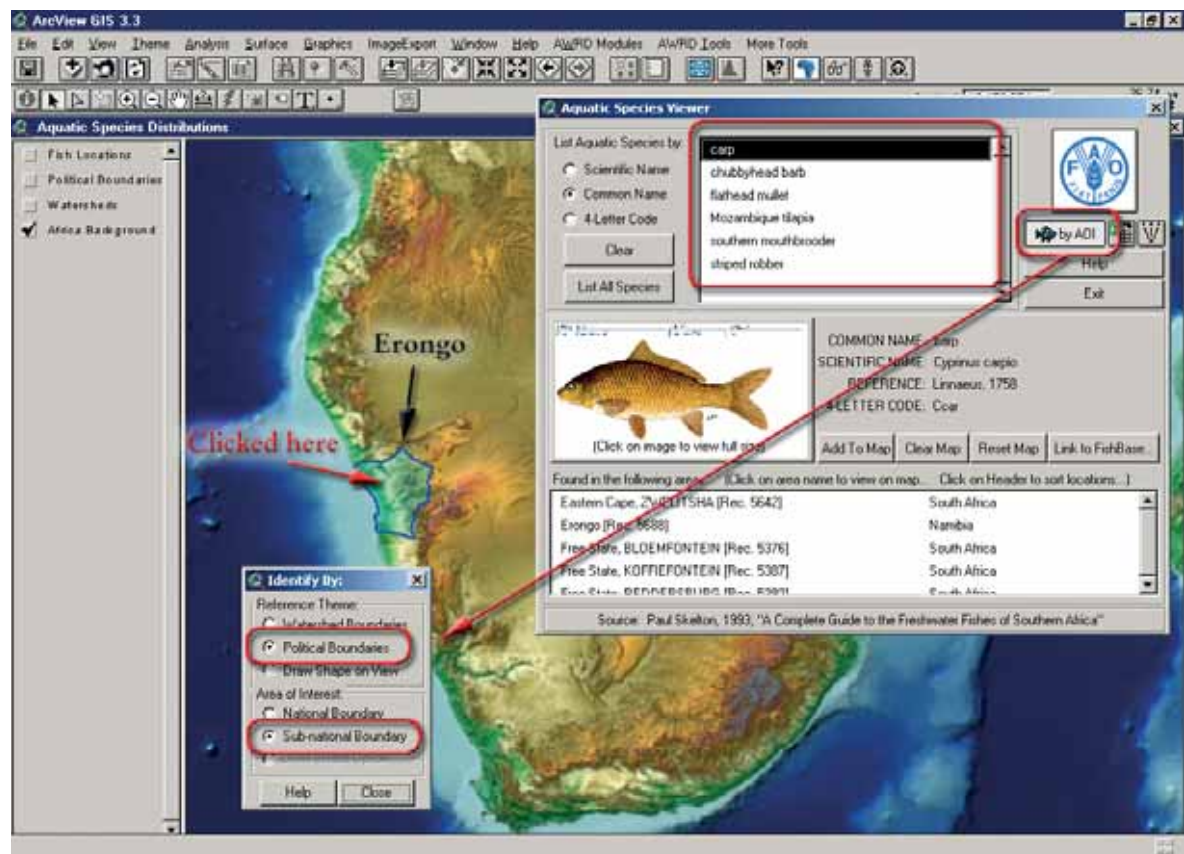 ArcView GIS 3.3
File Edit View Theme Analysis Surface Graphics ImageExport Window Help AWRD Modules AWRD Tools More Tools
Aquatic Species Distributions
Fish Locations
Political Boundaries
Watersheds
Africa Background
Erongo
Clicked here
Aquatic Species Viewer
List Aquatic Species by:
Scientific Name
Common Name
4-Letter Code
Clear
List All Species
carp
chubbyhead barb
flathead mullet
Mozambique tilapia
southern mouthbrooder
striped robber
by AOI
Help
Exit
(Click on image to view full size)
COMMON NAME: carp
SCIENTIFIC NAME: Cyprinus carpio
REFERENCE: Linnaeus, 1758
4-LETTER CODE: Ccar
Add To Map Clear Map Reset Map Link to FishBase...
Found in the following areas: (Click on area name to view on map... Click on Header to sort locations...)
Eastern Cape, ZWELITSHA [Rec. 5642] South Africa
Erongo [Rec. 5688] Namibia
Free State, BLOEMFONTEIN [Rec. 5376] South Africa
Free State, KOFFIEFONTEIN [Rec. 5387] South Africa
Free State, REDDERSBURG South Africa
Source: Paul Skelton, 1993, "A Complete Guide to the Freshwater Fishes of Southern Africa"
Identify By:
Reference Theme:
Watershed Boundaries
Political Boundaries
Draw Shape on View
Area of Interest:
National Boundary
Sub-national Boundary
Help Close